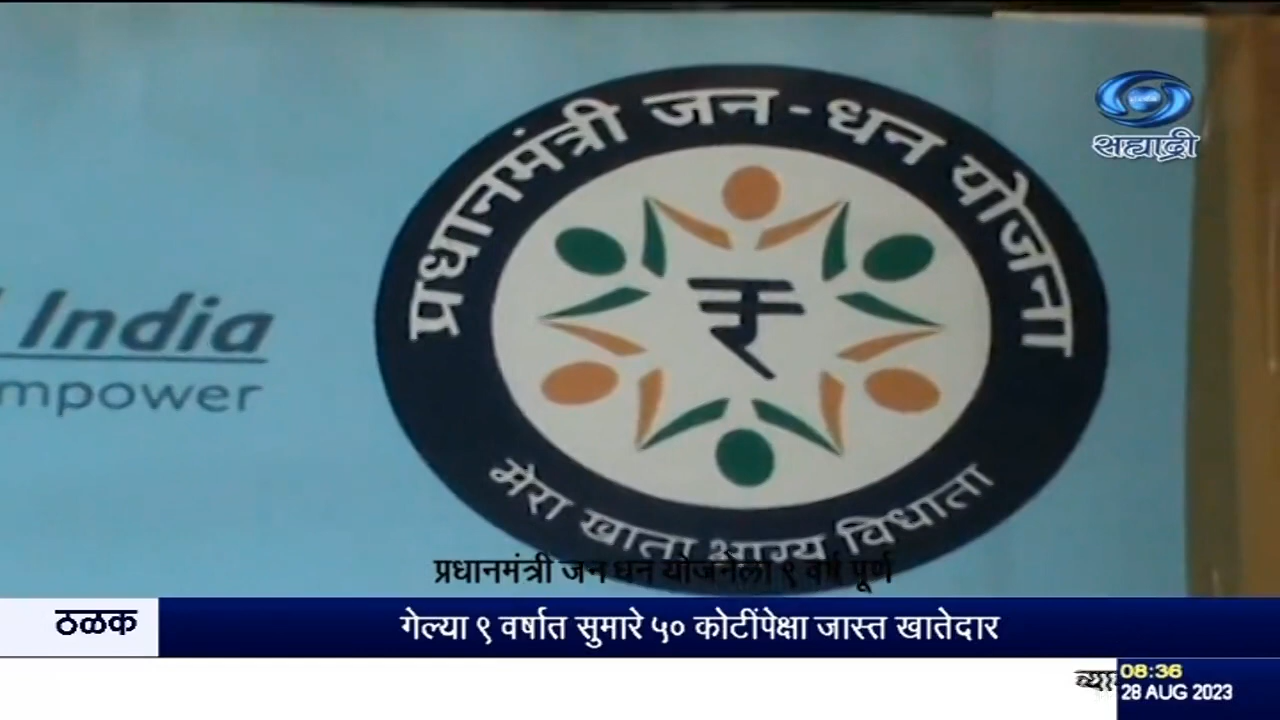 प्रधानमंत्री जन-धन योजना
सह्याद्री
India
mpower
मेरा खाता भाग्य विधाता
प्रधानमंत्री जन धन योजनेला ९ वर्षे पूर्ण
ठळक
गेल्या ९ वर्षात सुमारे ५० कोटींपेक्षा जास्त खातेदार
व्या
08:36
28 AUG 2023